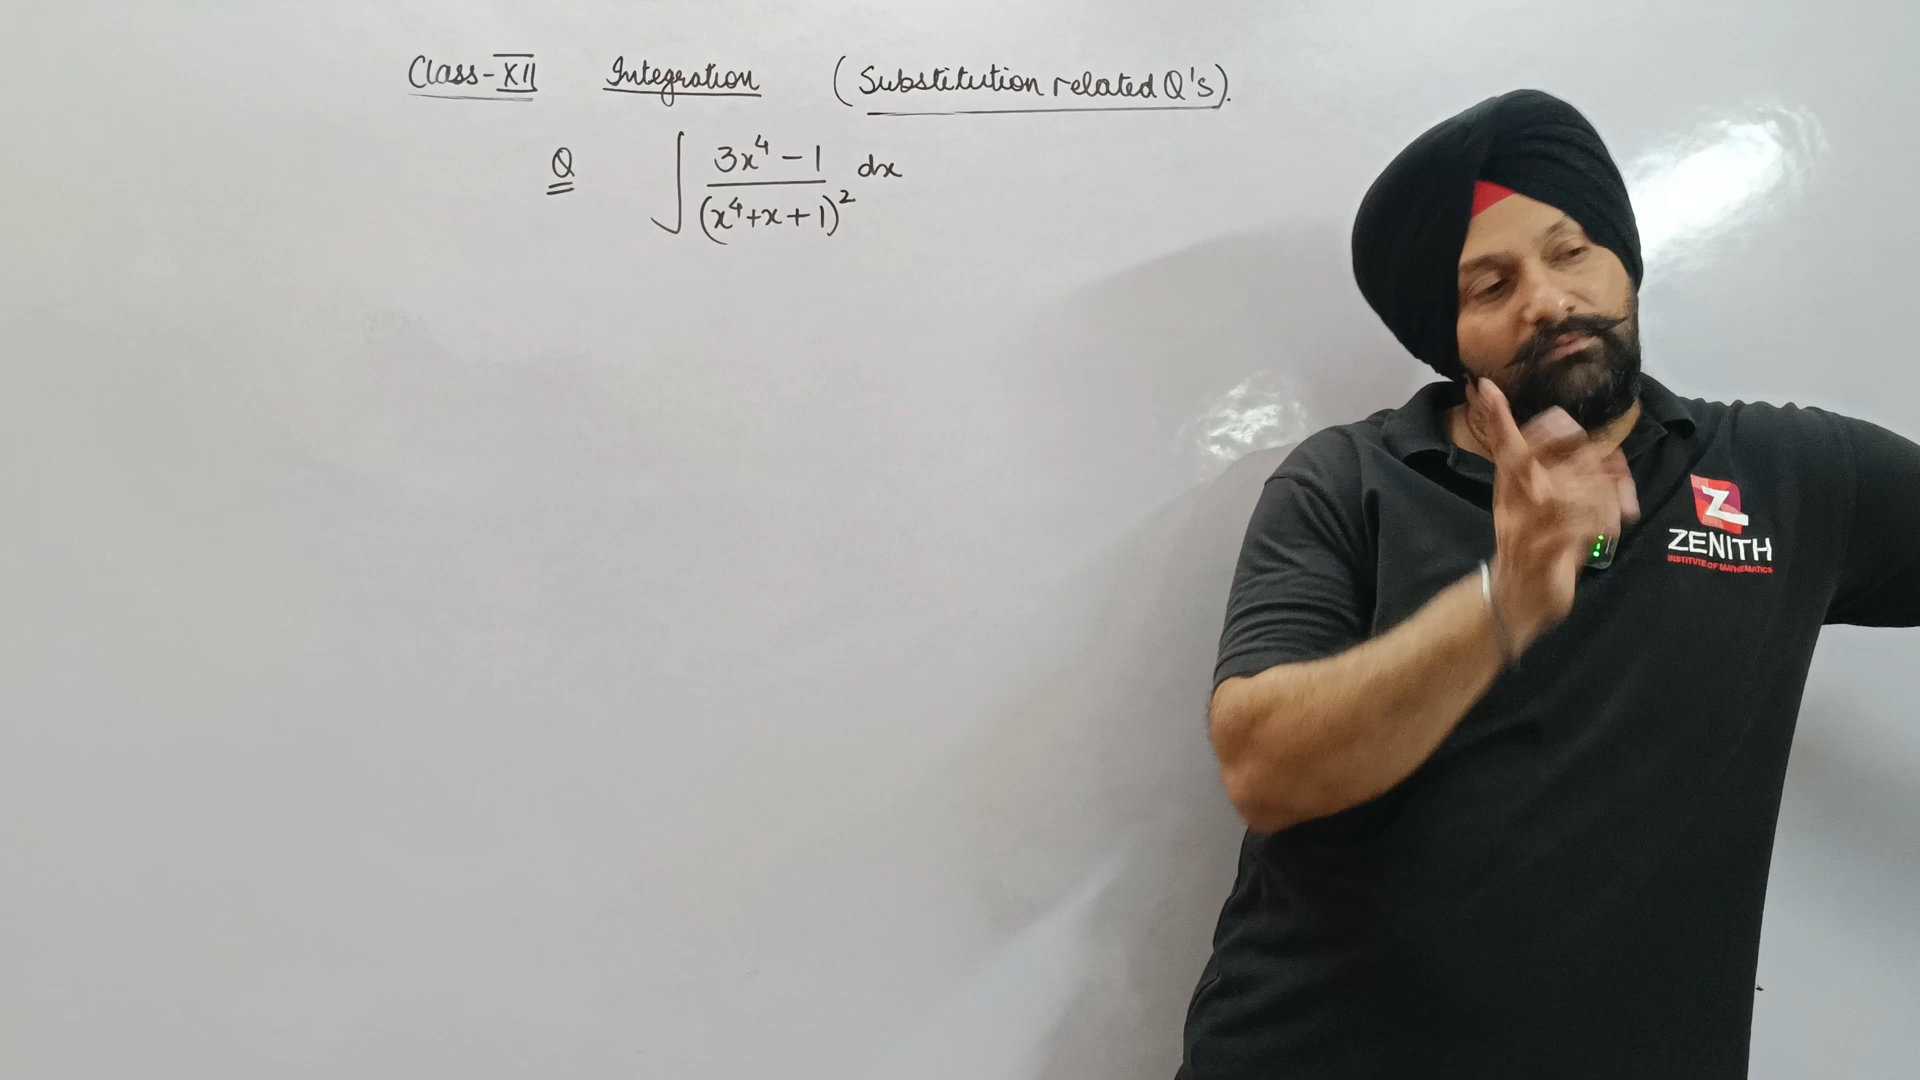 Class-XII Integration (Substitution related Q's).
Q ∫ (3x⁴ - 1)/(x⁴+x+1)² dx
Z
ZENITH
INSTITUTE OF MATHEMATICS